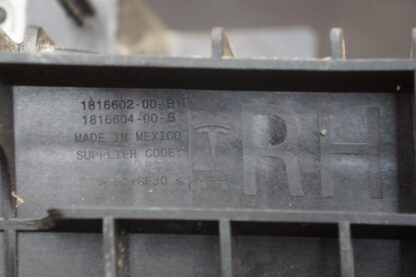 1816602-00-B
1816604-00-B
MADE IN MEXICO
SUPPLIER CODE:
RH